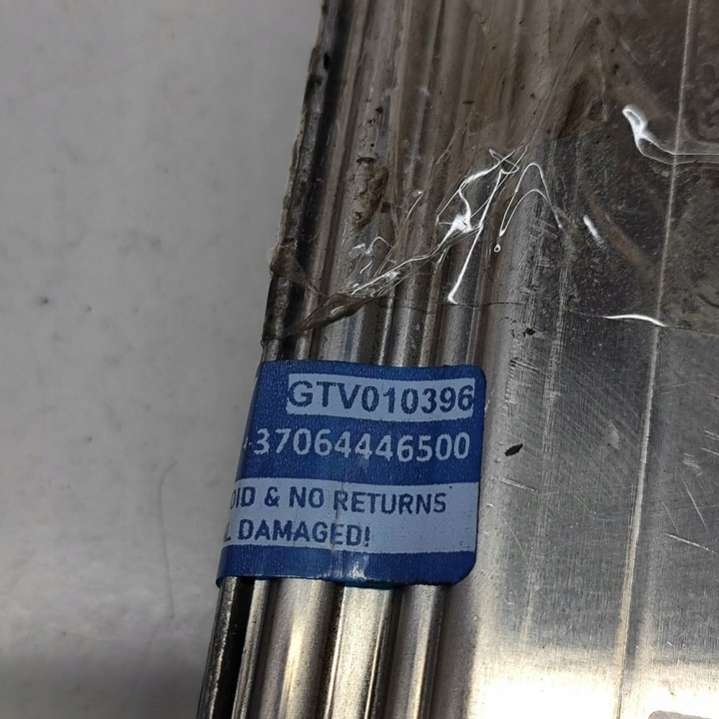 GTV010396
37064446500
OID & NO RETURNS
L DAMAGED!